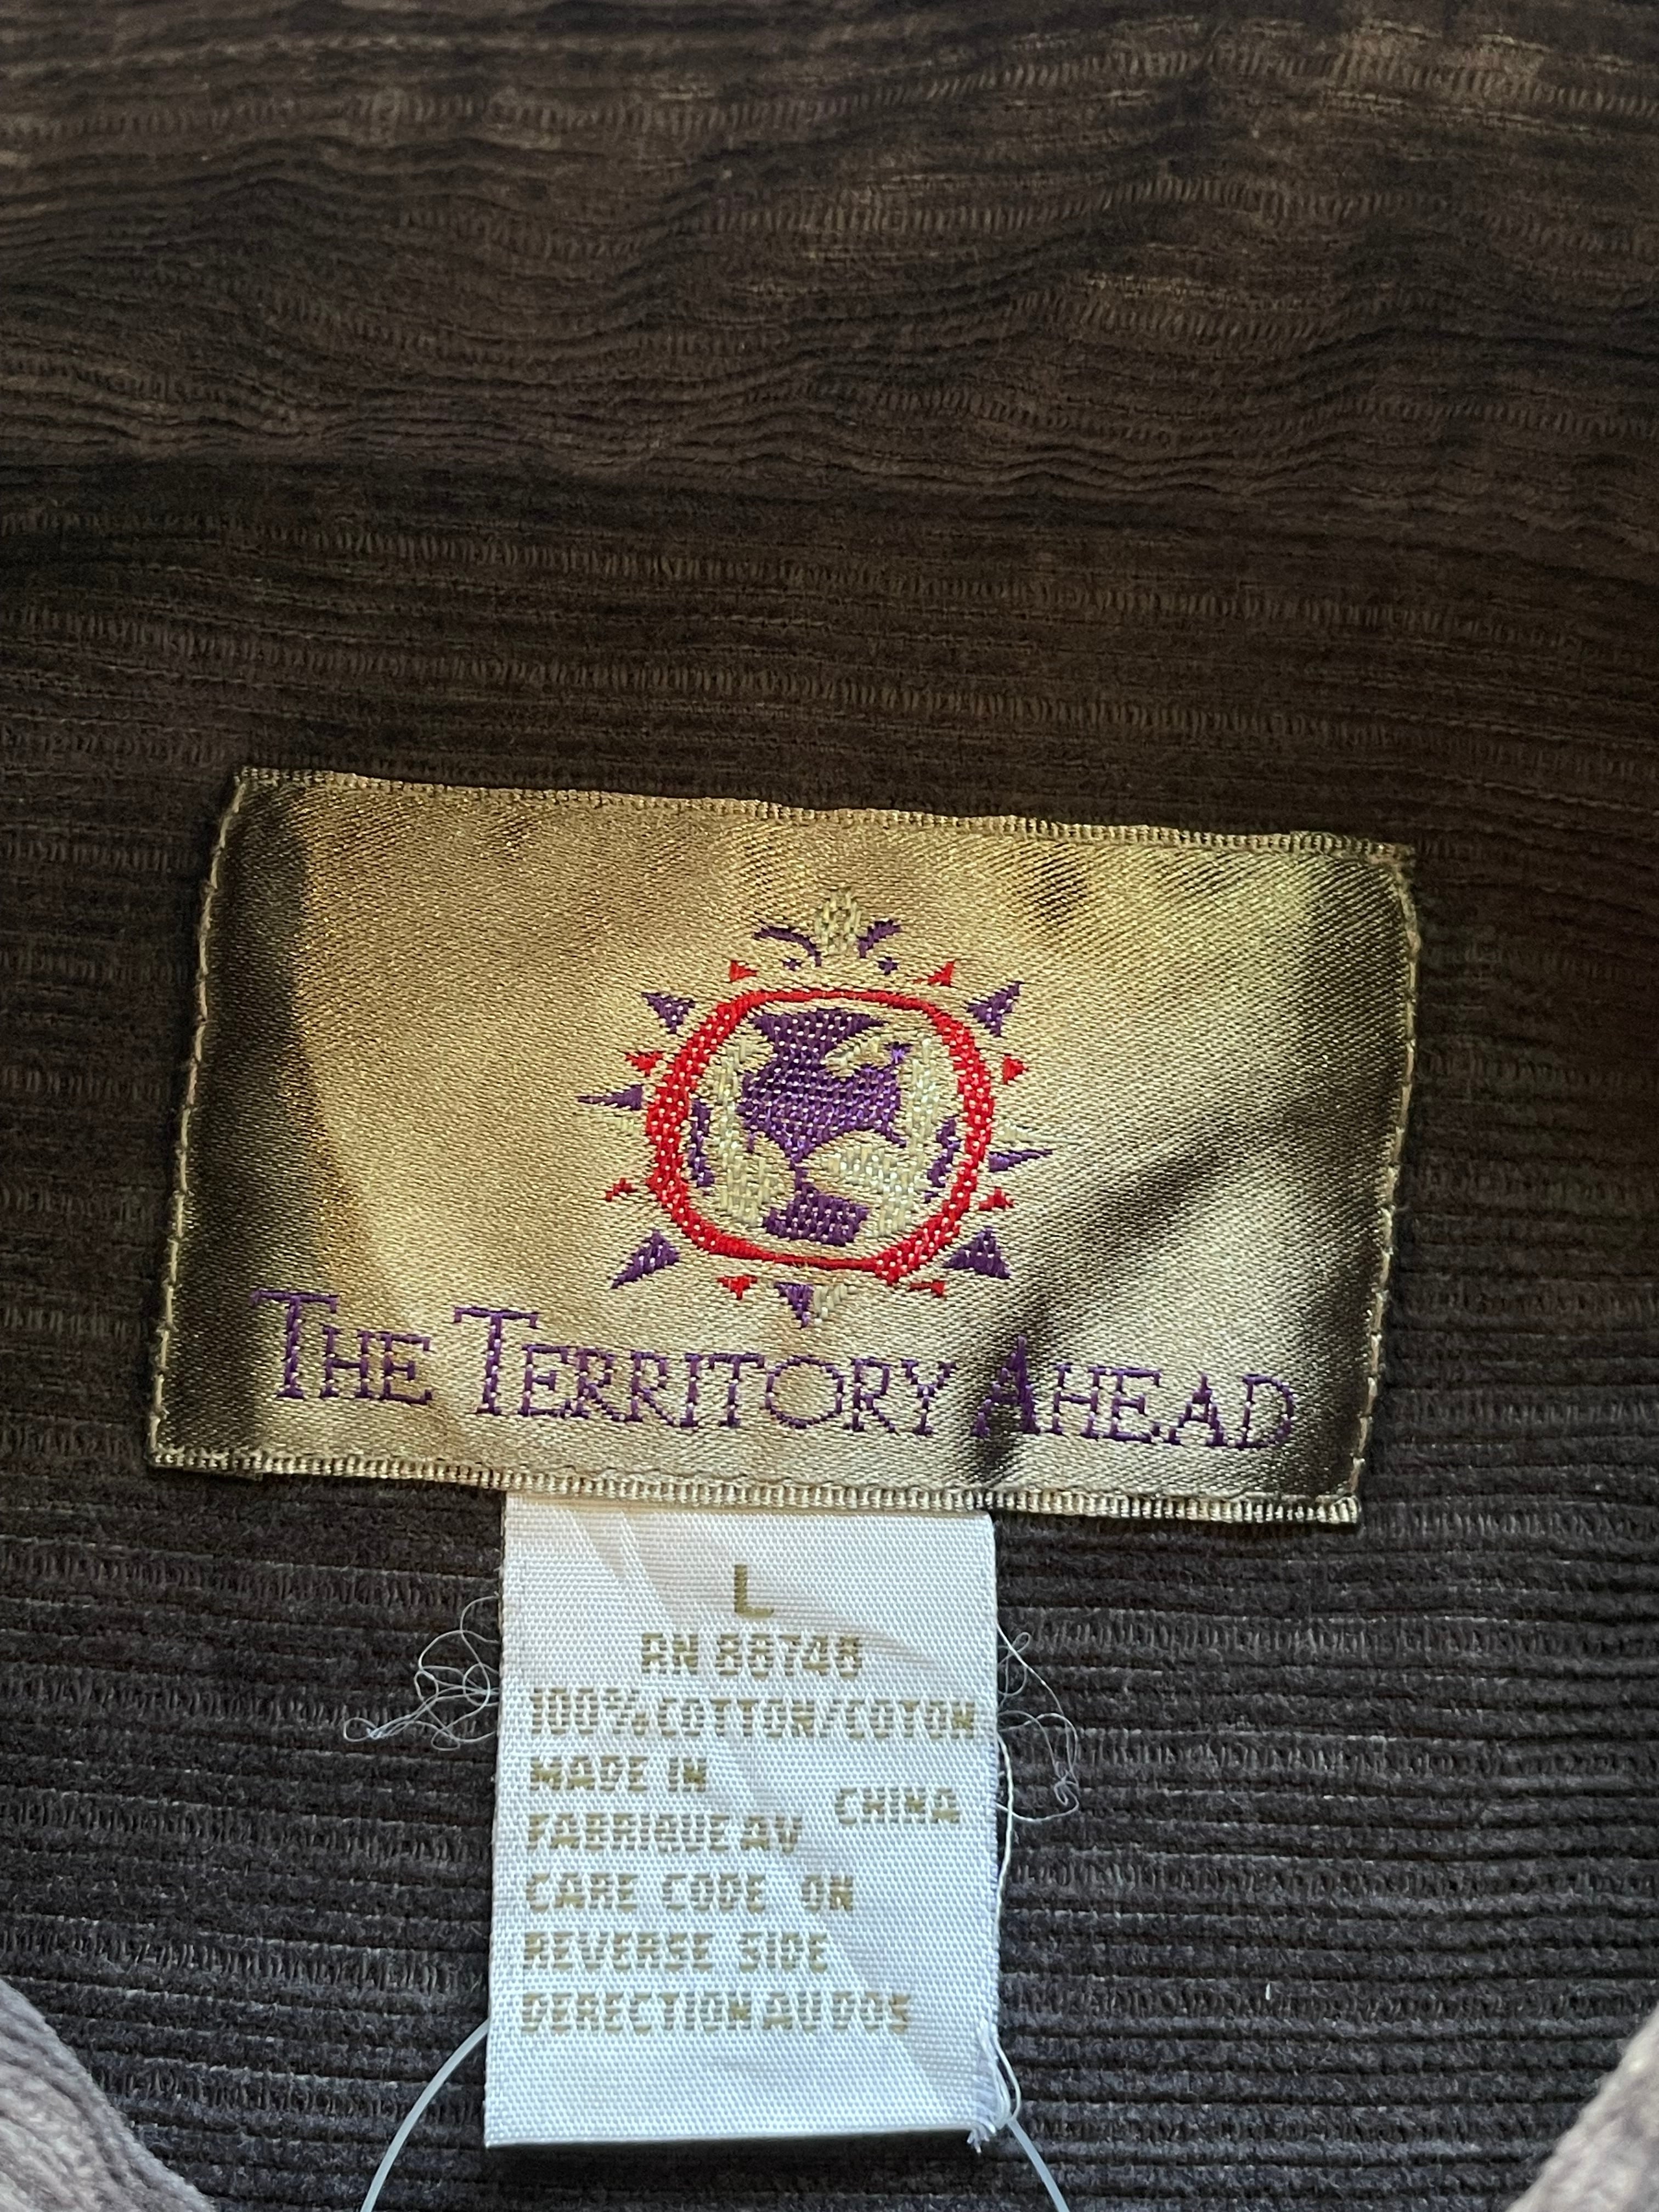 THE TERRITORY AHEAD
L
RN 88748
100% COTTON/COTON
MADE IN
CHINA
FABRIQUE AV
CARE CODE ON
REVERSE SIDE
DERECTION AU DOS